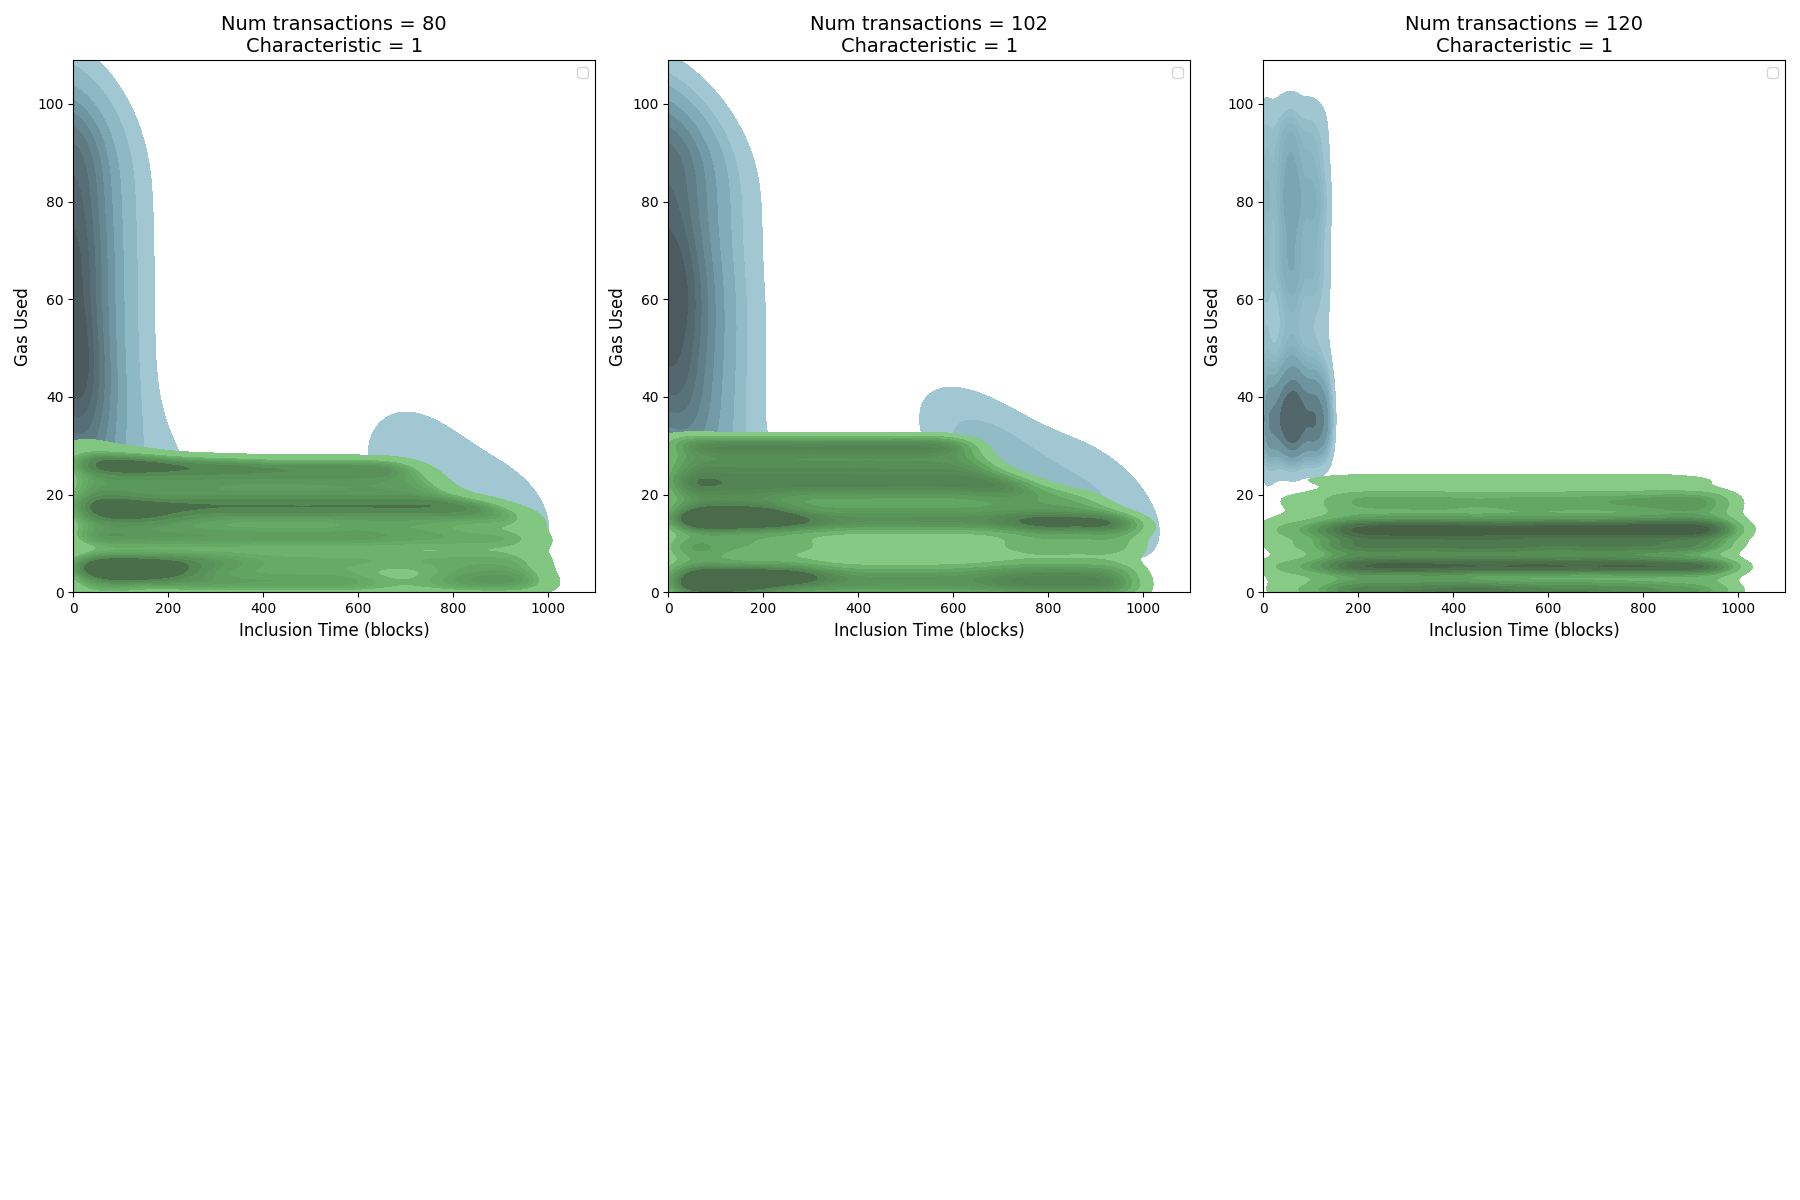 Num transactions = 80
Characteristic = 1
Gas Used
100
80
60
40
20
0
0 200 400 600 800 1000
Inclusion Time (blocks)
Num transactions = 102
Characteristic = 1
Gas Used
100
80
60
40
20
0
0 200 400 600 800 1000
Inclusion Time (blocks)
Num transactions = 120
Characteristic = 1
Gas Used
100
80
60
40
20
0
0 200 400 600 800 1000
Inclusion Time (blocks)